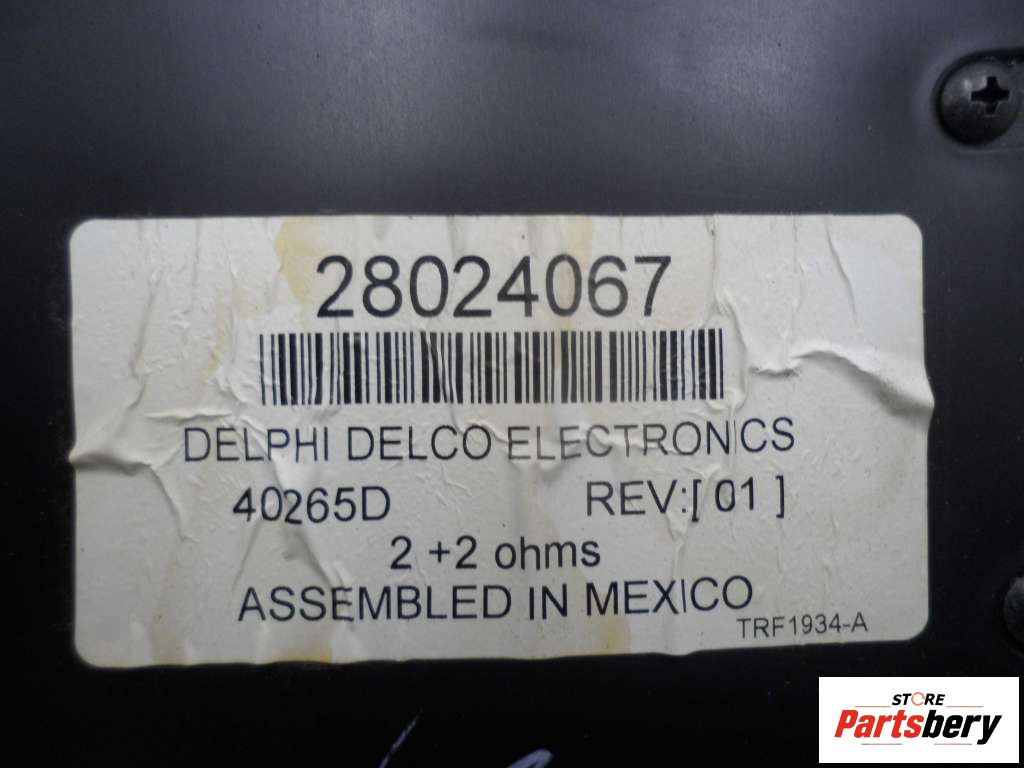 28024067
DELPHI DELCO ELECTRONICS
40265D REV:[ 01 ]
2 +2 ohms
ASSEMBLED IN MEXICO
TRF1934-A
STORE
Partsbery